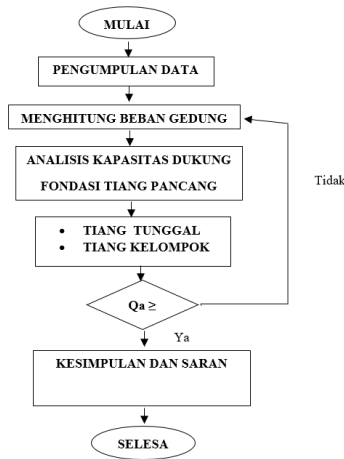 MULAI
PENGUMPULAN DATA
MENGHITUNG BEBAN GEDUNG
ANALISIS KAPASITAS DUKUNG
FONDASI TIANG PANCANG
Tidak
• TIANG TUNGGAL
• TIANG KELOMPOK
Qa ≥
Ya
KESIMPULAN DAN SARAN
SELESA